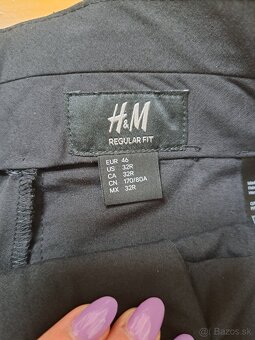 H&M
REGULAR FIT
EUR 46
US 32R
CA 32R
CN 170/80A
MX 32R
Bazos.sk